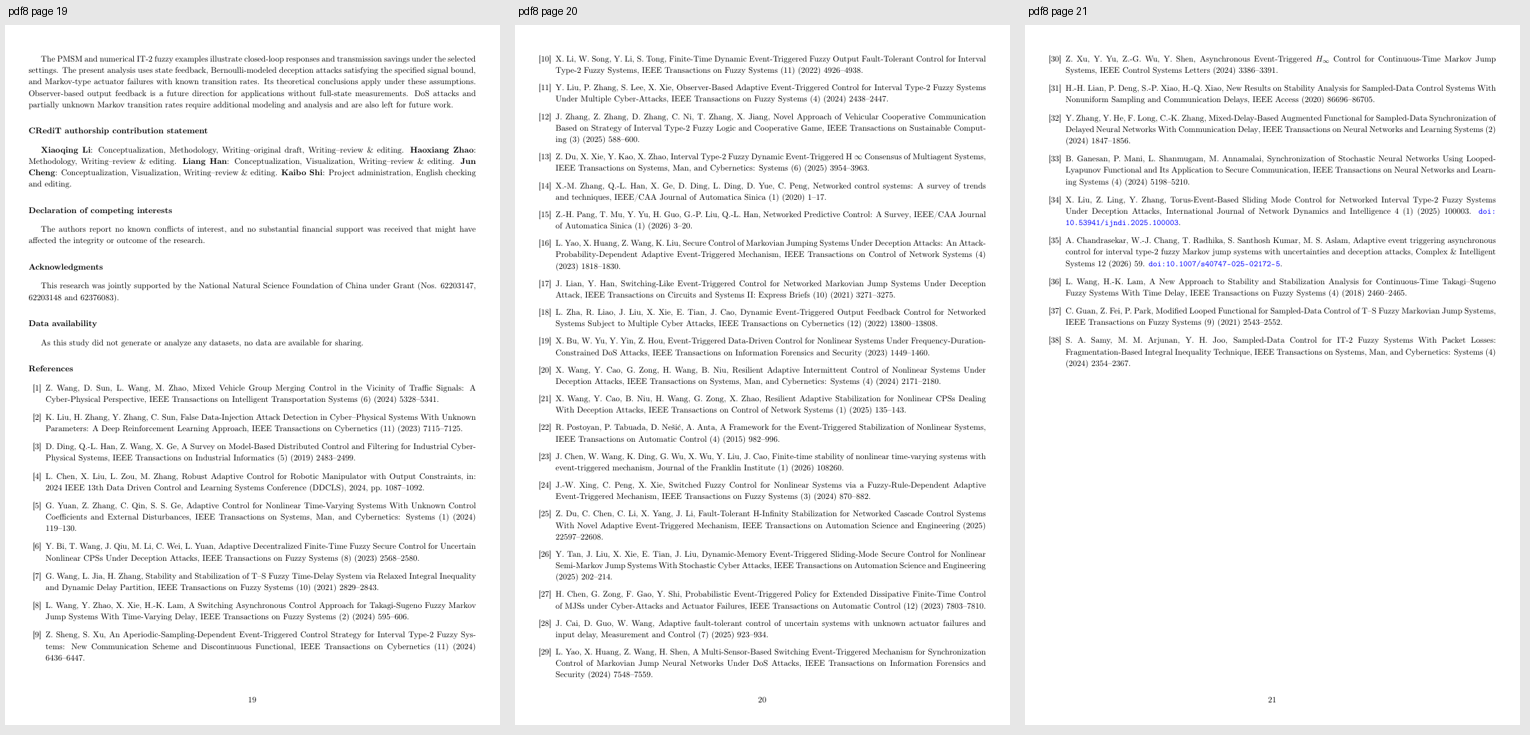 pdf8 page 19
The PMSM and numerical IT-2 fuzzy examples illustrate closed-loop responses and transmission savings under the selected
settings. The present analysis uses state feedback, Bernoulli-modeled deception attacks satisfying the specified signal bound,
and Markov-type actuator failures with known transition rates. Its theoretical conclusions apply under these assumptions.
Observer-based output feedback is a future direction for applications without full-state measurements. DoS attacks and
partially unknown Markov transition rates require additional modeling and analysis and are also left for future work.
CRediT authorship contribution statement
Xiaoqing Li: Conceptualization, Methodology, Writing–original draft, Writing–review & editing. Haoxiang Zhao:
Methodology, Writing–review & editing. Liang Han: Conceptualization, Visualization, Writing–review & editing. Jun
Cheng: Conceptualization, Visualization, Writing–review & editing. Kaibo Shi: Project administration, English checking
and editing.
Declaration of competing interests
The authors report no known conflicts of interest, and no substantial financial support was received that might have
affected the integrity or outcome of the research.
Acknowledgments
This research was jointly supported by the National Natural Science Foundation of China under Grant (Nos. 62203147,
62203148 and 62376083).
Data availability
As this study did not generate or analyze any datasets, no data are available for sharing.
References
[1] Z. Wang, D. Sun, L. Wang, M. Zhao, Mixed Vehicle Group Merging Control in the Vicinity of Traffic Signals: A
Cyber-Physical Perspective, IEEE Transactions on Intelligent Transportation Systems (6) (2024) 5328–5341.
[2] K. Liu, H. Zhang, Y. Zhang, C. Sun, False Data-Injection Attack Detection in Cyber–Physical Systems With Unknown
Parameters: A Deep Reinforcement Learning Approach, IEEE Transactions on Cybernetics (11) (2023) 7115–7125.
[3] D. Ding, Q.-L. Han, Z. Wang, X. Ge, A Survey on Model-Based Distributed Control and Filtering for Industrial Cyber-
Physical Systems, IEEE Transactions on Industrial Informatics (5) (2019) 2483–2499.
[4] L. Chen, X. Liu, L. Zou, M. Zhang, Robust Adaptive Control for Robotic Manipulator with Output Constraints, in:
2024 IEEE 13th Data Driven Control and Learning Systems Conference (DDCLS), 2024, pp. 1087–1092.
[5] G. Yuan, Z. Zhang, C. Qin, S. S. Ge, Adaptive Control for Nonlinear Time-Varying Systems With Unknown Control
Coefficients and External Disturbances, IEEE Transactions on Systems, Man, and Cybernetics: Systems (1) (2024)
119–130.
[6] Y. Bi, T. Wang, J. Qiu, M. Li, C. Wei, L. Yuan, Adaptive Decentralized Finite-Time Fuzzy Secure Control for Uncertain
Nonlinear CPSs Under Deception Attacks, IEEE Transactions on Fuzzy Systems (8) (2023) 2568–2580.
[7] G. Wang, L. Jia, H. Zhang, Stability and Stabilization of T–S Fuzzy Time-Delay System via Relaxed Integral Inequality
and Dynamic Delay Partition, IEEE Transactions on Fuzzy Systems (10) (2021) 2829–2843.
[8] L. Wang, Y. Zhao, X. Xie, H.-K. Lam, A Switching Asynchronous Control Approach for Takagi-Sugeno Fuzzy Markov
Jump Systems With Time-Varying Delay, IEEE Transactions on Fuzzy Systems (2) (2024) 595–606.
[9] Z. Sheng, S. Xu, An Aperiodic-Sampling-Dependent Event-Triggered Control Strategy for Interval Type-2 Fuzzy Sys-
tems: New Communication Scheme and Discontinuous Functional, IEEE Transactions on Cybernetics (11) (2024)
6436–6447.
19
pdf8 page 20
[10] X. Li, W. Song, Y. Li, S. Tong, Finite-Time Dynamic Event-Triggered Fuzzy Output Fault-Tolerant Control for Interval
Type-2 Fuzzy Systems, IEEE Transactions on Fuzzy Systems (11) (2022) 4926–4938.
[11] Y. Liu, P. Zhang, S. Lee, X. Xie, Observer-Based Adaptive Event-Triggered Control for Interval Type-2 Fuzzy Systems
Under Multiple Cyber-Attacks, IEEE Transactions on Fuzzy Systems (4) (2024) 2438–2447.
[12] J. Zhang, Z. Zhang, D. Zhang, C. Ni, T. Zhang, X. Jiang, Novel Approach of Vehicular Cooperative Communication
Based on Strategy of Interval Type-2 Fuzzy Logic and Cooperative Game, IEEE Transactions on Sustainable Comput-
ing (3) (2025) 588–600.
[13] Z. Du, X. Xie, Y. Kao, X. Zhao, Interval Type-2 Fuzzy Dynamic Event-Triggered H ∞ Consensus of Multiagent Systems,
IEEE Transactions on Systems, Man, and Cybernetics: Systems (6) (2025) 3954–3963.
[14] X.-M. Zhang, Q.-L. Han, X. Ge, D. Ding, L. Ding, D. Yue, C. Peng, Networked control systems: A survey of trends
and techniques, IEEE/CAA Journal of Automatica Sinica (1) (2020) 1–17.
[15] Z.-H. Pang, T. Mu, Y. Yu, H. Guo, G.-P. Liu, Q.-L. Han, Networked Predictive Control: A Survey, IEEE/CAA Journal
of Automatica Sinica (1) (2026) 3–20.
[16] L. Yao, X. Huang, Z. Wang, K. Liu, Secure Control of Markovian Jumping Systems Under Deception Attacks: An Attack-
Probability-Dependent Adaptive Event-Triggered Mechanism, IEEE Transactions on Control of Network Systems (4)
(2023) 1818–1830.
[17] J. Lian, Y. Han, Switching-Like Event-Triggered Control for Networked Markovian Jump Systems Under Deception
Attack, IEEE Transactions on Circuits and Systems II: Express Briefs (10) (2021) 3271–3275.
[18] L. Zha, R. Liao, J. Liu, X. Xie, E. Tian, J. Cao, Dynamic Event-Triggered Output Feedback Control for Networked
Systems Subject to Multiple Cyber Attacks, IEEE Transactions on Cybernetics (12) (2022) 13800–13808.
[19] X. Bu, W. Yu, Y. Yin, Z. Hou, Event-Triggered Data-Driven Control for Nonlinear Systems Under Frequency-Duration-
Constrained DoS Attacks, IEEE Transactions on Information Forensics and Security (2023) 1449–1460.
[20] X. Wang, Y. Cao, G. Zong, H. Wang, B. Niu, Resilient Adaptive Intermittent Control of Nonlinear Systems Under
Deception Attacks, IEEE Transactions on Systems, Man, and Cybernetics: Systems (4) (2024) 2171–2180.
[21] X. Wang, Y. Cao, B. Niu, H. Wang, G. Zong, X. Zhao, Resilient Adaptive Stabilization for Nonlinear CPSs Dealing
With Deception Attacks, IEEE Transactions on Control of Network Systems (1) (2025) 135–143.
[22] R. Postoyan, P. Tabuada, D. Nešić, A. Anta, A Framework for the Event-Triggered Stabilization of Nonlinear Systems,
IEEE Transactions on Automatic Control (4) (2015) 982–996.
[23] J. Chen, W. Wang, K. Ding, G. Wu, X. Wu, Y. Liu, J. Cao, Finite-time stability of nonlinear time-varying systems with
event-triggered mechanism, Journal of the Franklin Institute (1) (2026) 108260.
[24] J.-W. Xing, C. Peng, X. Xie, Switched Fuzzy Control for Nonlinear Systems via a Fuzzy-Rule-Dependent Adaptive
Event-Triggered Mechanism, IEEE Transactions on Fuzzy Systems (3) (2024) 870–882.
[25] Z. Du, C. Chen, C. Li, X. Yang, J. Li, Fault-Tolerant H-Infinity Stabilization for Networked Cascade Control Systems
With Novel Adaptive Event-Triggered Mechanism, IEEE Transactions on Automation Science and Engineering (2025)
22597–22608.
[26] Y. Tan, J. Liu, X. Xie, E. Tian, J. Liu, Dynamic-Memory Event-Triggered Sliding-Mode Secure Control for Nonlinear
Semi-Markov Jump Systems With Stochastic Cyber Attacks, IEEE Transactions on Automation Science and Engineering
(2025) 202–214.
[27] H. Chen, G. Zong, F. Gao, Y. Shi, Probabilistic Event-Triggered Policy for Extended Dissipative Finite-Time Control
of MJSs under Cyber-Attacks and Actuator Failures, IEEE Transactions on Automatic Control (12) (2023) 7803–7810.
[28] J. Cai, D. Guo, W. Wang, Adaptive fault-tolerant control of uncertain systems with unknown actuator failures and
input delay, Measurement and Control (7) (2025) 923–934.
[29] L. Yao, X. Huang, Z. Wang, H. Shen, A Multi-Sensor-Based Switching Event-Triggered Mechanism for Synchronization
Control of Markovian Jump Neural Networks Under DoS Attacks, IEEE Transactions on Information Forensics and
Security (2024) 7548–7559.
20
pdf8 page 21
[30] Z. Xu, Y. Yu, Z.-G. Wu, Y. Shen, Asynchronous Event-Triggered H∞ Control for Continuous-Time Markov Jump
Systems, IEEE Control Systems Letters (2024) 3386–3391.
[31] H.-H. Lian, P. Deng, S.-P. Xiao, H.-Q. Xiao, New Results on Stability Analysis for Sampled-Data Control Systems With
Nonuniform Sampling and Communication Delays, IEEE Access (2020) 86696–86705.
[32] Y. Zhang, Y. He, F. Long, C.-K. Zhang, Mixed-Delay-Based Augmented Functional for Sampled-Data Synchronization of
Delayed Neural Networks With Communication Delay, IEEE Transactions on Neural Networks and Learning Systems (2)
(2024) 1847–1856.
[33] B. Ganesan, P. Mani, L. Shanmugam, M. Annamalai, Synchronization of Stochastic Neural Networks Using Looped-
Lyapunov Functional and Its Application to Secure Communication, IEEE Transactions on Neural Networks and Learn-
ing Systems (4) (2024) 5198–5210.
[34] X. Liu, Z. Ling, Y. Zhang, Torus-Event-Based Sliding Mode Control for Networked Interval Type-2 Fuzzy Systems
Under Deception Attacks, International Journal of Network Dynamics and Intelligence 4 (1) (2025) 100003. doi:
10.53941/ijndi.2025.100003.
[35] A. Chandrasekar, W.-J. Chang, T. Radhika, S. Santhosh Kumar, M. S. Aslam, Adaptive event triggering asynchronous
control for interval type-2 fuzzy Markov jump systems with uncertainties and deception attacks, Complex & Intelligent
Systems 12 (2026) 59. doi:10.1007/s40747-025-02172-5.
[36] L. Wang, H.-K. Lam, A New Approach to Stability and Stabilization Analysis for Continuous-Time Takagi–Sugeno
Fuzzy Systems With Time Delay, IEEE Transactions on Fuzzy Systems (4) (2018) 2460–2465.
[37] C. Guan, Z. Fei, P. Park, Modified Looped Functional for Sampled-Data Control of T–S Fuzzy Markovian Jump Systems,
IEEE Transactions on Fuzzy Systems (9) (2021) 2543–2552.
[38] S. A. Samy, M. M. Arjunan, Y. H. Joo, Sampled-Data Control for IT-2 Fuzzy Systems With Packet Losses:
Fragmentation-Based Integral Inequality Technique, IEEE Transactions on Systems, Man, and Cybernetics: Systems (4)
(2024) 2354–2367.
21